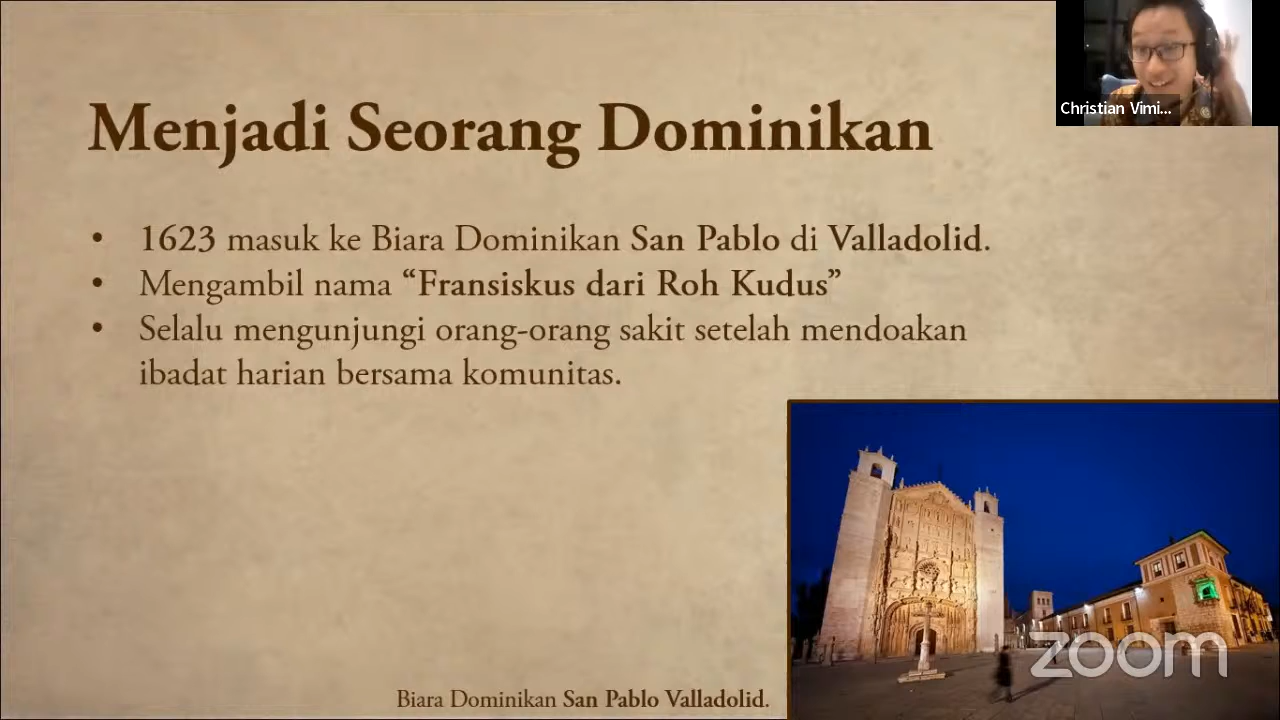 Christian Vimi...
Menjadi Seorang Dominikan
• 1623 masuk ke Biara Dominikan San Pablo di Valladolid.
• Mengambil nama “Fransiskus dari Roh Kudus”
• Selalu mengunjungi orang-orang sakit setelah mendoakan
ibadat harian bersama komunitas.
zoom
Biara Dominikan San Pablo Valladolid.